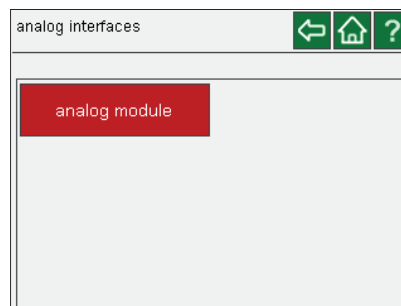 analog interfaces
?
analog module